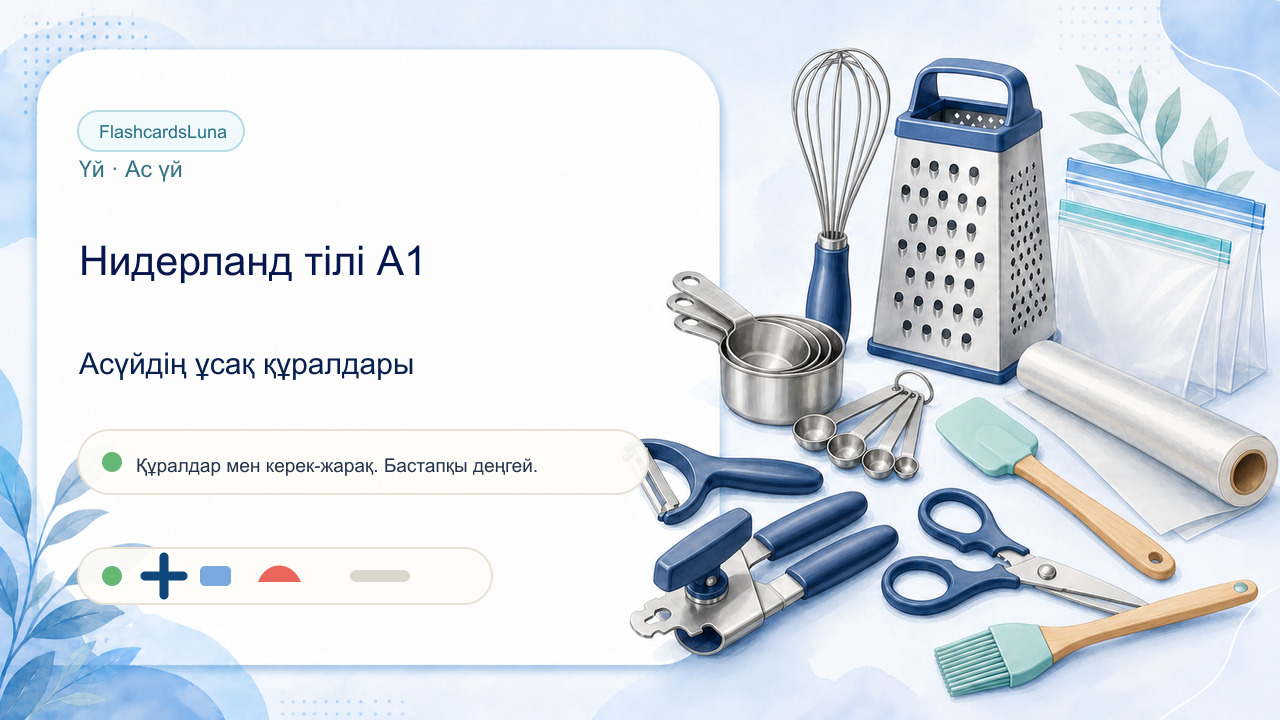 FlashcardsLuna
Үй · Ас үй
Нидерланд тілі A1
Асүйдің ұсақ құралдары
Құралдар мен керек-жарақ. Бастапқы деңгей.